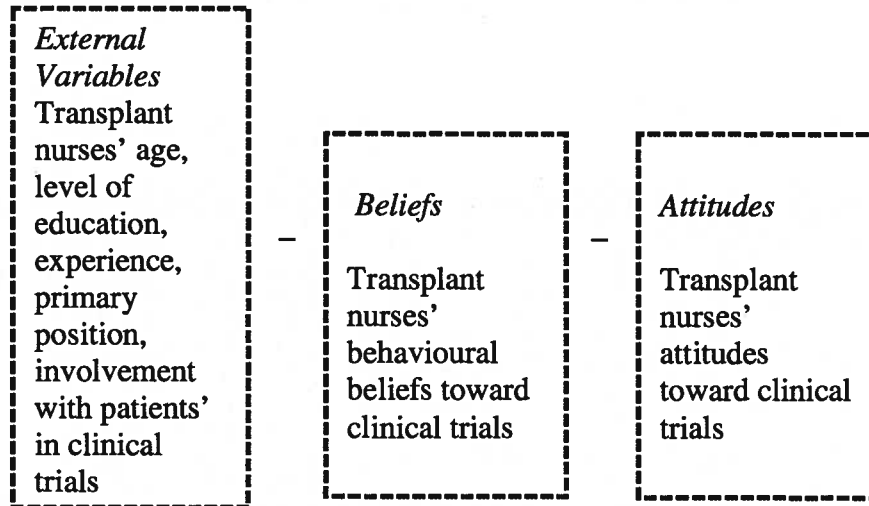 External
Variables
Transplant
nurses’ age,
level of
education,
experience,
primary
position,
involvement
with patients’
in clinical
trials
–
Beliefs
Transplant
nurses’
behavioural
beliefs toward
clinical trials
–
Attitudes
Transplant
nurses’
attitudes
toward clinical
trials